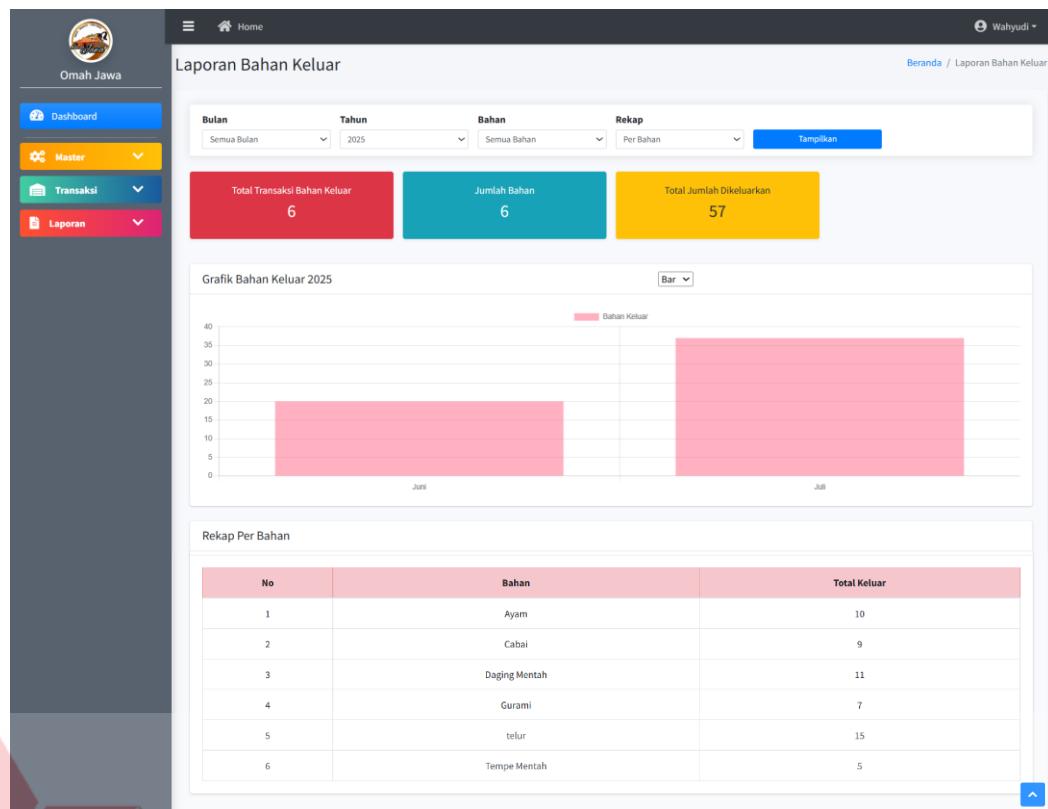 Home
Wahyudi
Omah Jawa
Laporan Bahan Keluar
Beranda / Laporan Bahan Keluar
Dashboard
Master
Transaksi
Laporan
Bulan Tahun Bahan Rekap
Semua Bulan 2025 Semua Bahan Per Bahan Tampilkan
Total Transaksi Bahan Keluar
6
Jumlah Bahan
6
Total Jumlah Dikeluarkan
57
Grafik Bahan Keluar 2025
Bar
Bahan Keluar
40
35
30
25
20
15
10
5
0
Juni Juli
Rekap Per Bahan
No Bahan Total Keluar
1 Ayam 10
2 Cabai 9
3 Daging Mentah 11
4 Gurami 7
5 telur 15
6 Tempe Mentah 5